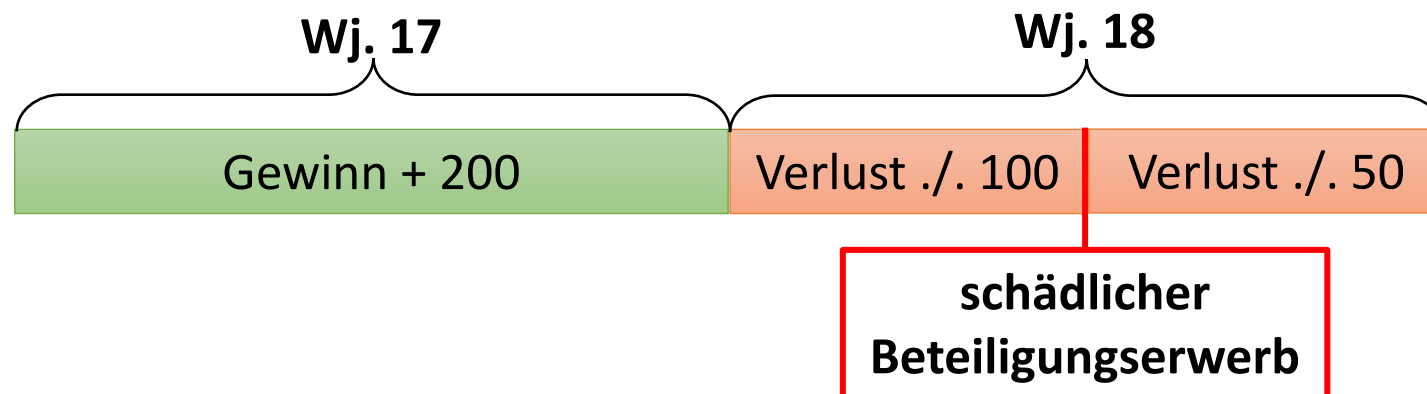 Wj. 17
Wj. 18
Gewinn + 200
Verlust ./. 100
Verlust ./. 50
schädlicher
Beteiligungserwerb